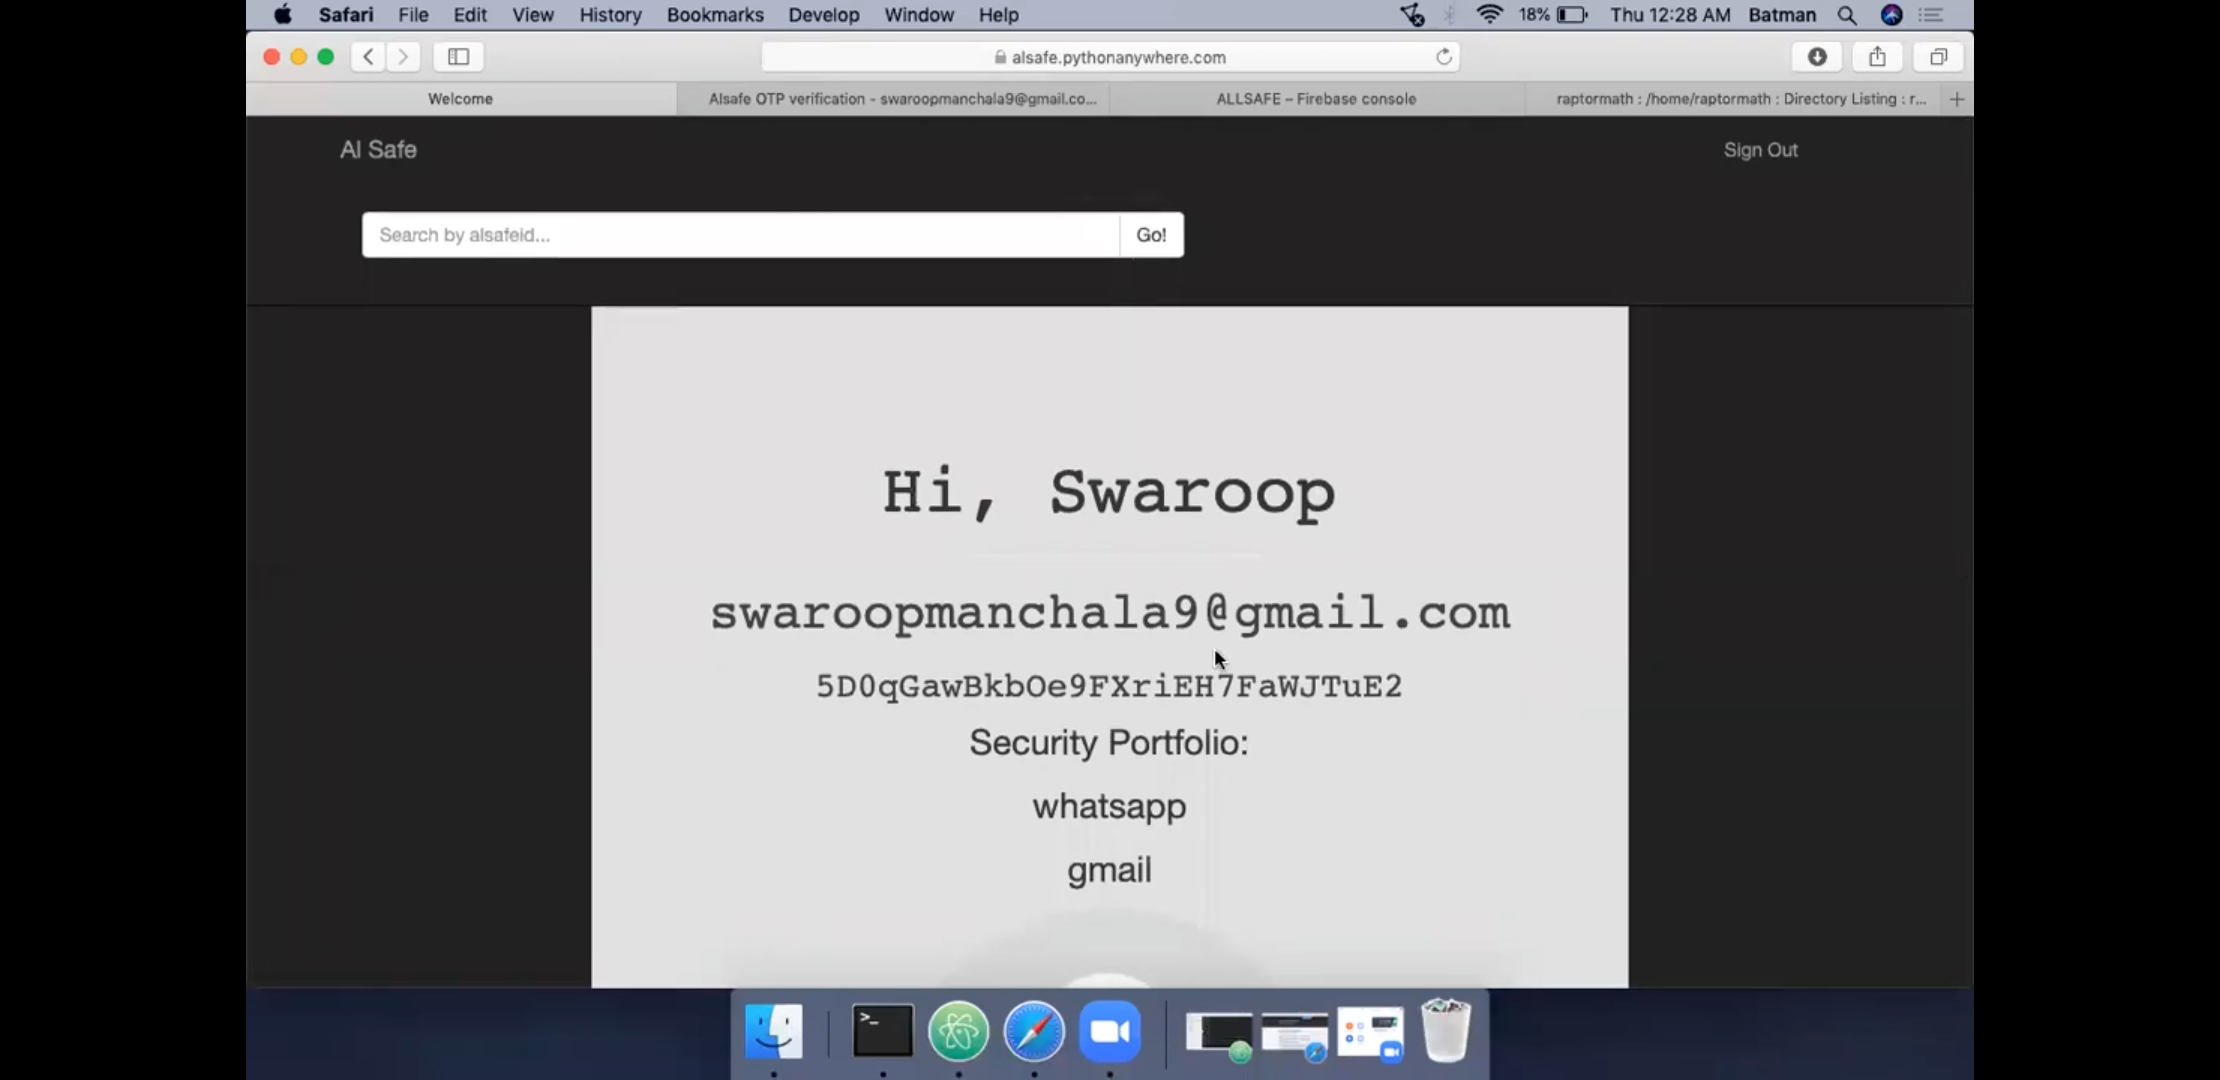 Safari File Edit View History Bookmarks Develop Window Help 18% Thu 12:28 AM Batman
alsafe.pythonanywhere.com
Welcome Alsafe OTP verification - swaroopmanchala9@gmail.co... ALLSAFE – Firebase console raptormath : /home/raptormath : Directory Listing : r... +
Al Safe Sign Out
Search by alsafeid... Go!
Hi, Swaroop
swaroopmanchala9@gmail.com
5D0qGawBkbOe9FXriEH7FaWJTuE2
Security Portfolio:
whatsapp
gmail
>_